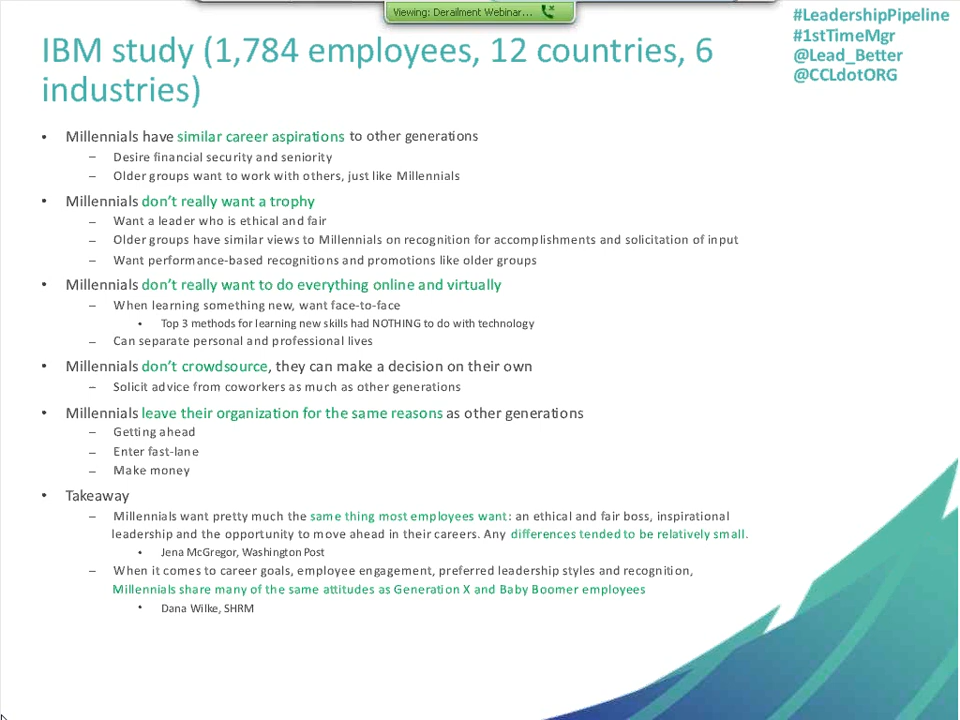 Viewing: Derailment Webinar...
#LeadershipPipeline
#1stTimeMgr
@Lead_Better
@CCLdotORG
IBM study (1,784 employees, 12 countries, 6
industries)
• Millennials have similar career aspirations to other generations
– Desire financial security and seniority
– Older groups want to work with others, just like Millennials
• Millennials don’t really want a trophy
– Want a leader who is ethical and fair
– Older groups have similar views to Millennials on recognition for accomplishments and solicitation of input
– Want performance-based recognitions and promotions like older groups
• Millennials don’t really want to do everything online and virtually
– When learning something new, want face-to-face
• Top 3 methods for learning new skills had NOTHING to do with technology
– Can separate personal and professional lives
• Millennials don’t crowdsource, they can make a decision on their own
– Solicit advice from coworkers as much as other generations
• Millennials leave their organization for the same reasons as other generations
– Getting ahead
– Enter fast-lane
– Make money
• Takeaway
– Millennials want pretty much the same thing most employees want: an ethical and fair boss, inspirational
leadership and the opportunity to move ahead in their careers. Any differences tended to be relatively small.
• Jena McGregor, Washington Post
– When it comes to career goals, employee engagement, preferred leadership styles and recognition,
Millennials share many of the same attitudes as Generation X and Baby Boomer employees
• Dana Wilke, SHRM